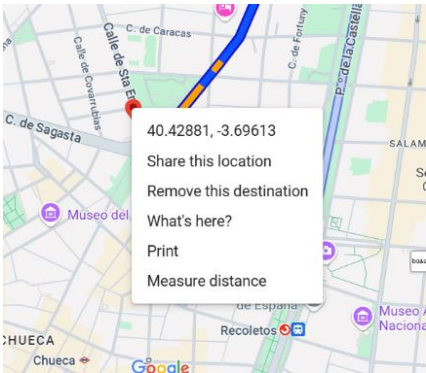 C. de Caracas
C. de Fortuny
P.º de la Castella
Calle de Sta En
Calle de Covarrubias
C. de Sagasta
40.42881, -3.69613
Share this location
Remove this destination
What's here?
Print
Measure distance
SALAM
Museo del
de España
Recoletos
Museo A
Naciona
CHUECA
Chueca
Google